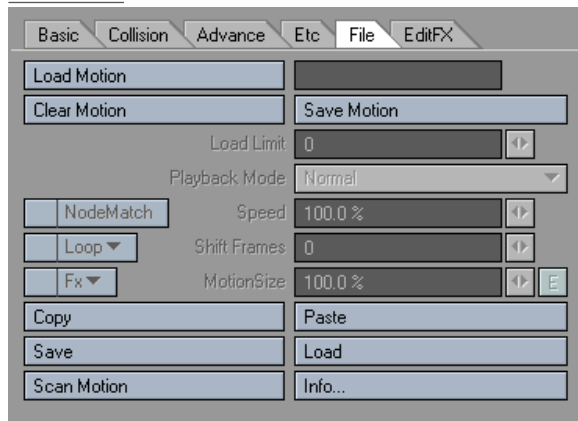 Basic Collision Advance Etc File EditFX
Load Motion
Clear Motion Save Motion
Load Limit 0
Playback Mode Normal
NodeMatch Speed 100.0 %
Loop Shift Frames 0
Fx MotionSize 100.0 % E
Copy Paste
Save Load
Scan Motion Info...